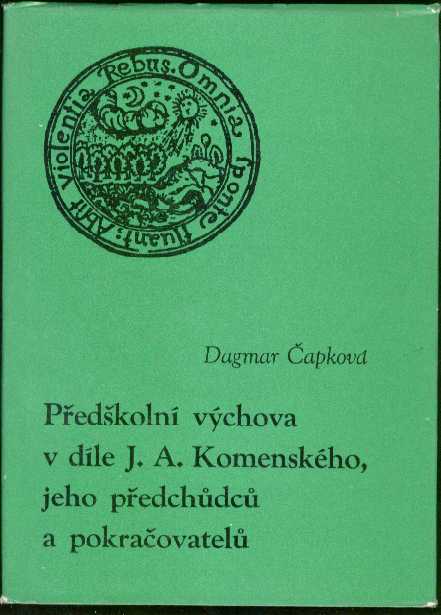 Omnia sponte fluant: Absit violentia Rebus.
Dagmar Čapková
Předškolní výchova
v díle J. A. Komenského,
jeho předchůdců
a pokračovatelů